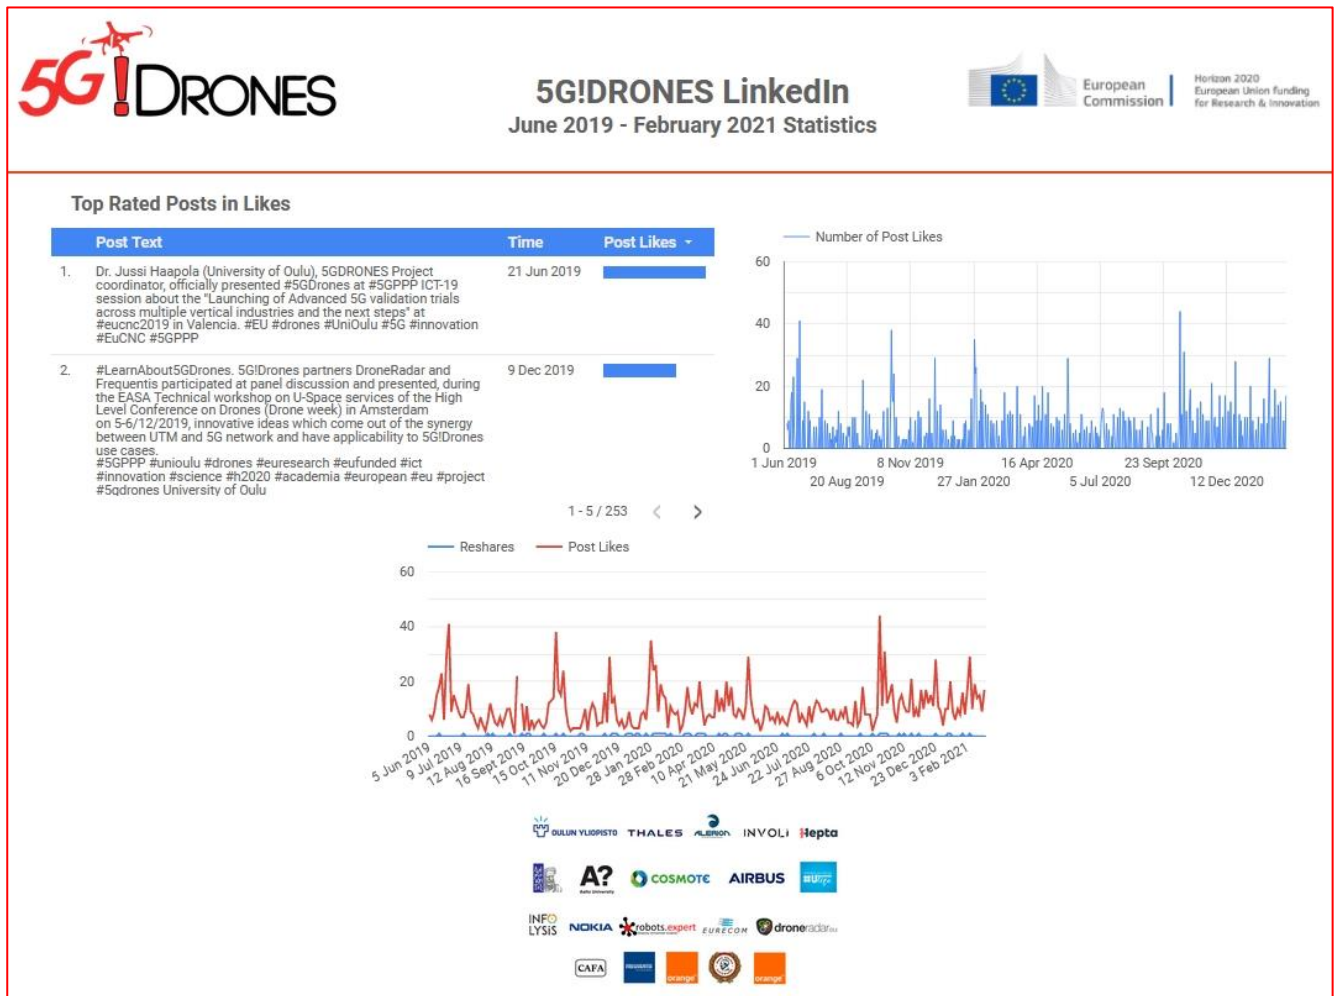 5G!DRONES
5G!DRONES LinkedIn
June 2019 - February 2021 Statistics
European
Commission
Horizon 2020
European Union funding
for Research & Innovation
Top Rated Posts in Likes
Post Text Time Post Likes
1. Dr. Jussi Haapola (University of Oulu), 5GDRONES Project 21 Jun 2019
coordinator, officially presented #5GDrones at #5GPPP ICT-19
session about the "Launching of Advanced 5G validation trials
across multiple vertical industries and the next steps" at
#eucnc2019 in Valencia. #EU #drones #UniOulu #5G #innovation
#EuCNC #5GPPP
2. #LearnAbout5GDrones. 5G!Drones partners DroneRadar and 9 Dec 2019
Frequentis participated at panel discussion and presented, during
the EASA Technical workshop on U-Space services of the High
Level Conference on Drones (Drone week) in Amsterdam
on 5-6/12/2019, innovative ideas which come out of the synergy
between UTM and 5G network and have applicability to 5G!Drones
use cases.
#5GPPP #unioulu #drones #euresearch #eufunded #ict
#innovation #science #h2020 #academia #european #eu #project
#5gdrones University of Oulu
1 - 5 / 253
Number of Post Likes
60
40
20
0
1 Jun 2019 8 Nov 2019 16 Apr 2020 23 Sept 2020
20 Aug 2019 27 Jan 2020 5 Jul 2020 12 Dec 2020
Reshares Post Likes
60
40
20
0
5 Jun 2019 9 Jul 2019 12 Aug 2019 16 Sept 2019 15 Oct 2019 11 Nov 2019 20 Dec 2019 28 Jan 2020 28 Feb 2020 10 Apr 2020 21 May 2020 24 Jun 2020 22 Jul 2020 27 Aug 2020 6 Oct 2020 12 Nov 2020 23 Dec 2020 3 Feb 2021
OULUN YLIOPISTO THALES ALERION INVOLI Hepta
A? Aalto University COSMOTE AIRBUS
INFOLYSiS NOKIA robots.expert EURECOM droneradar.eu
CAFA orange orange